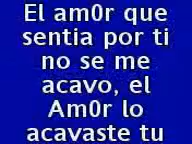 El am0r que
sentia por ti
no se me
acavo, el
Am0r lo
acavaste tu